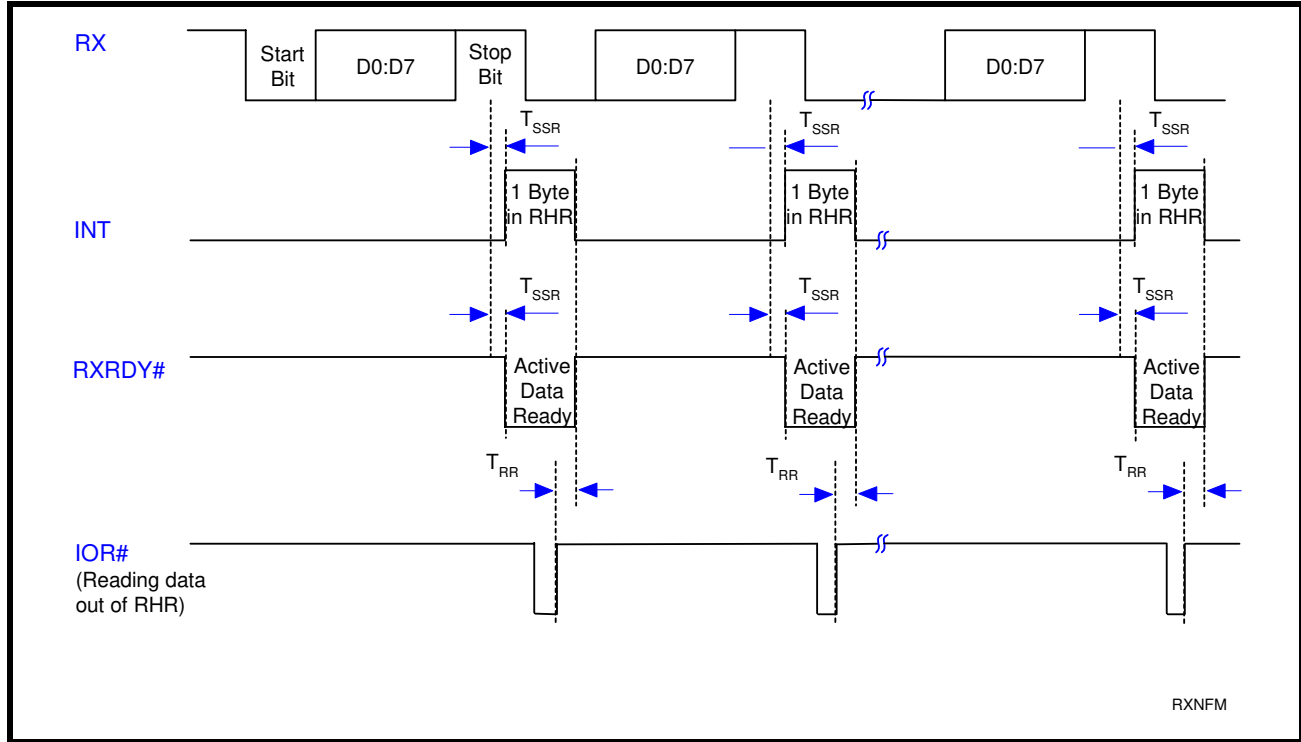 RX
Start
Bit
D0:D7
Stop
Bit
D0:D7
D0:D7
TSSR
TSSR
TSSR
INT
1 Byte
in RHR
1 Byte
in RHR
1 Byte
in RHR
TSSR
TSSR
TSSR
RXRDY#
Active
Data
Ready
Active
Data
Ready
Active
Data
Ready
TRR
TRR
TRR
IOR#
(Reading data
out of RHR)
RXNFM